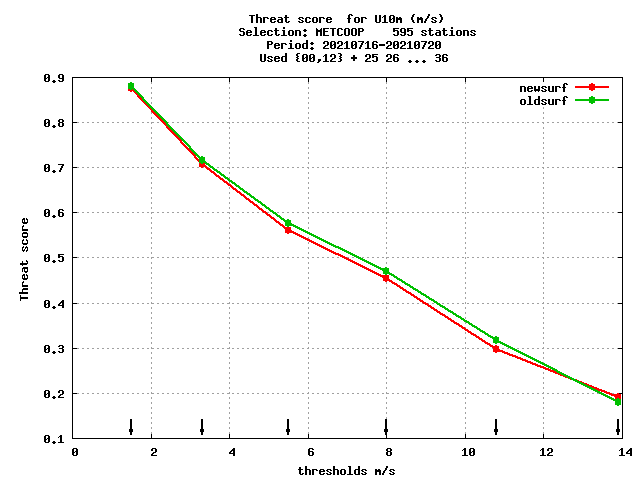 Threat score  for U10m (m/s)
Selection: METCOOP    595 stations
Period: 20210716-20210720
Used {00,12} + 25 26 ... 36
newsurf
oldsurf
0.9
0.8
0.7
0.6
0.5
0.4
0.3
0.2
0.1
Threat score
0 2 4 6 8 10 12 14
thresholds m/s